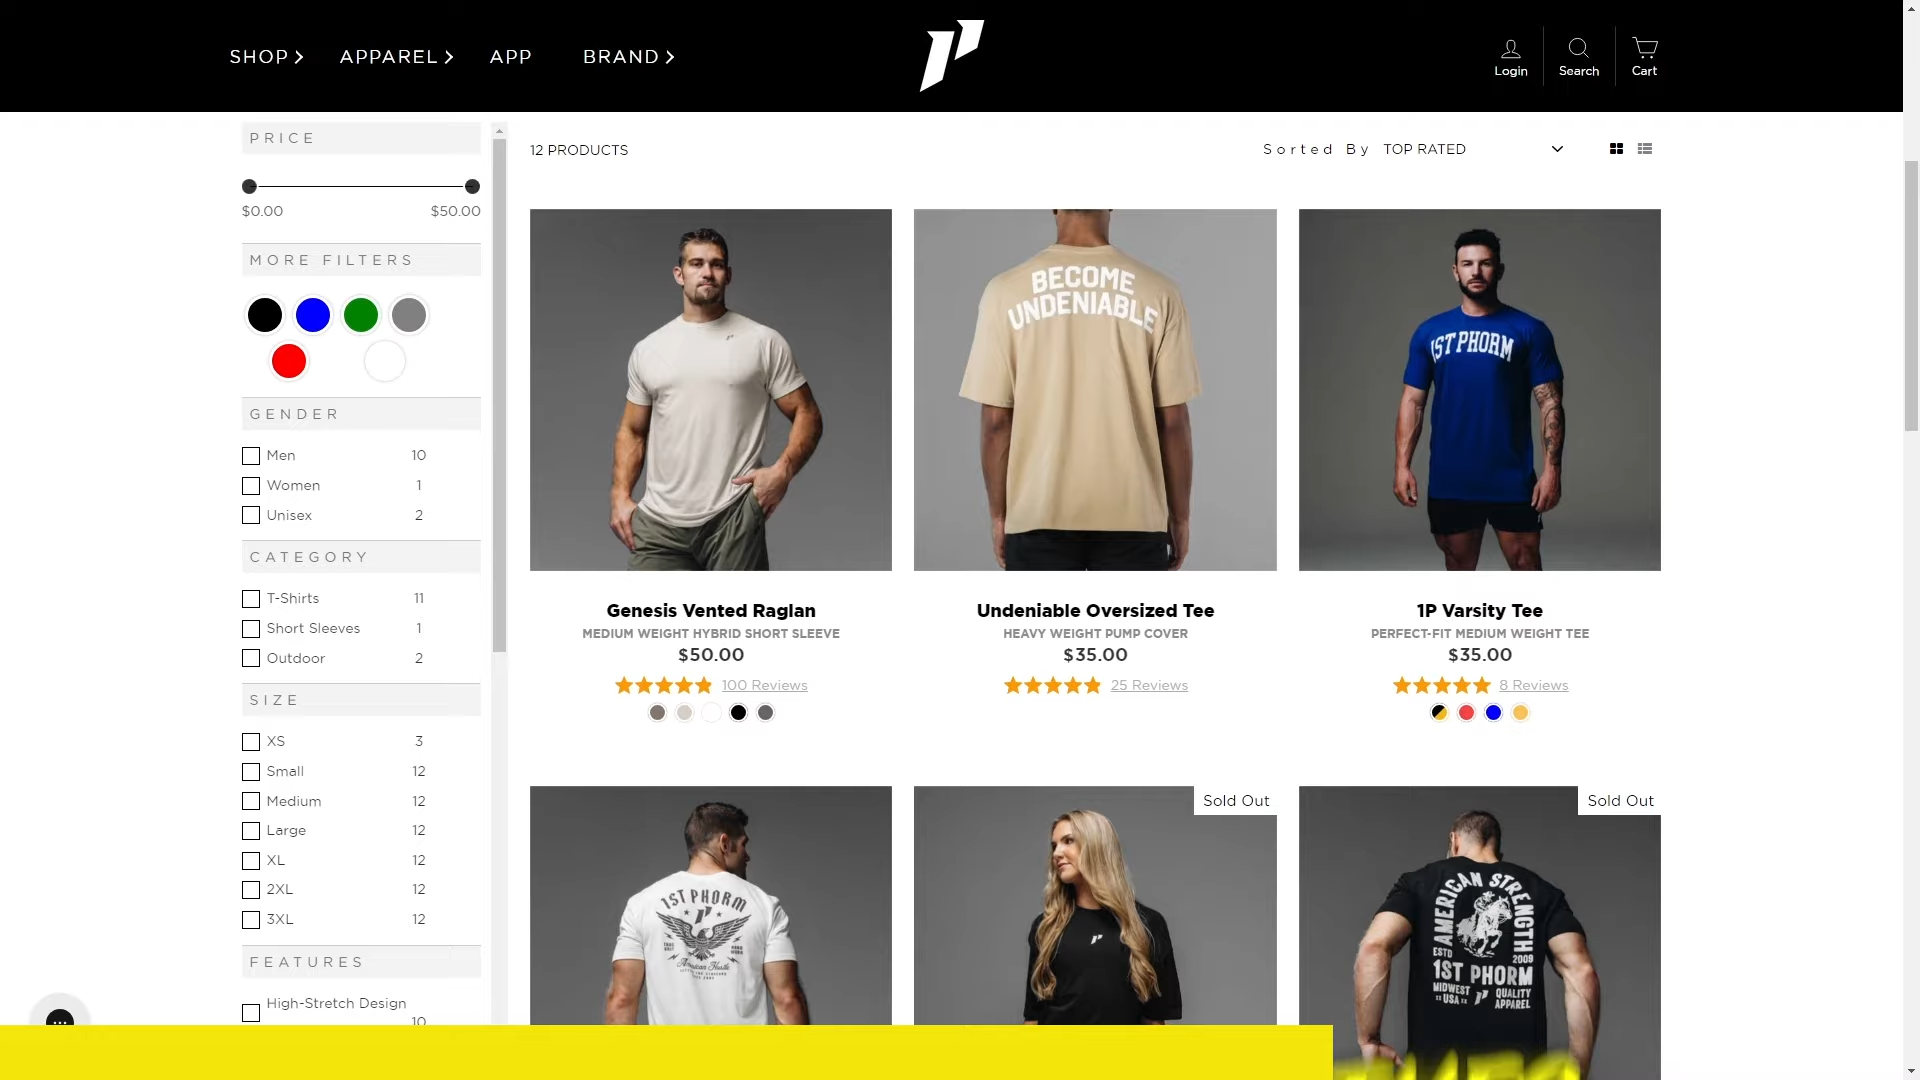 SHOP
APPAREL
APP
BRAND
Login
Search
Cart
PRICE
$0.00
$50.00
MORE FILTERS
GENDER
Men 10
Women 1
Unisex 2
CATEGORY
T-Shirts 11
Short Sleeves 1
Outdoor 2
SIZE
XS 3
Small 12
Medium 12
Large 12
XL 12
2XL 12
3XL 12
FEATURES
High-Stretch Design
10
12 PRODUCTS
Sorted By TOP RATED
BECOME
UNDENIABLE
1ST PHORM
Genesis Vented Raglan
MEDIUM WEIGHT HYBRID SHORT SLEEVE
$50.00
100 Reviews
Undeniable Oversized Tee
HEAVY WEIGHT PUMP COVER
$35.00
25 Reviews
1P Varsity Tee
PERFECT-FIT MEDIUM WEIGHT TEE
$35.00
8 Reviews
1ST PHORM
American Hustle
Sold Out
Sold Out
AMERICAN STRENGTH
ESTD 2009
1ST PHORM
MIDWEST QUALITY
USA APPAREL